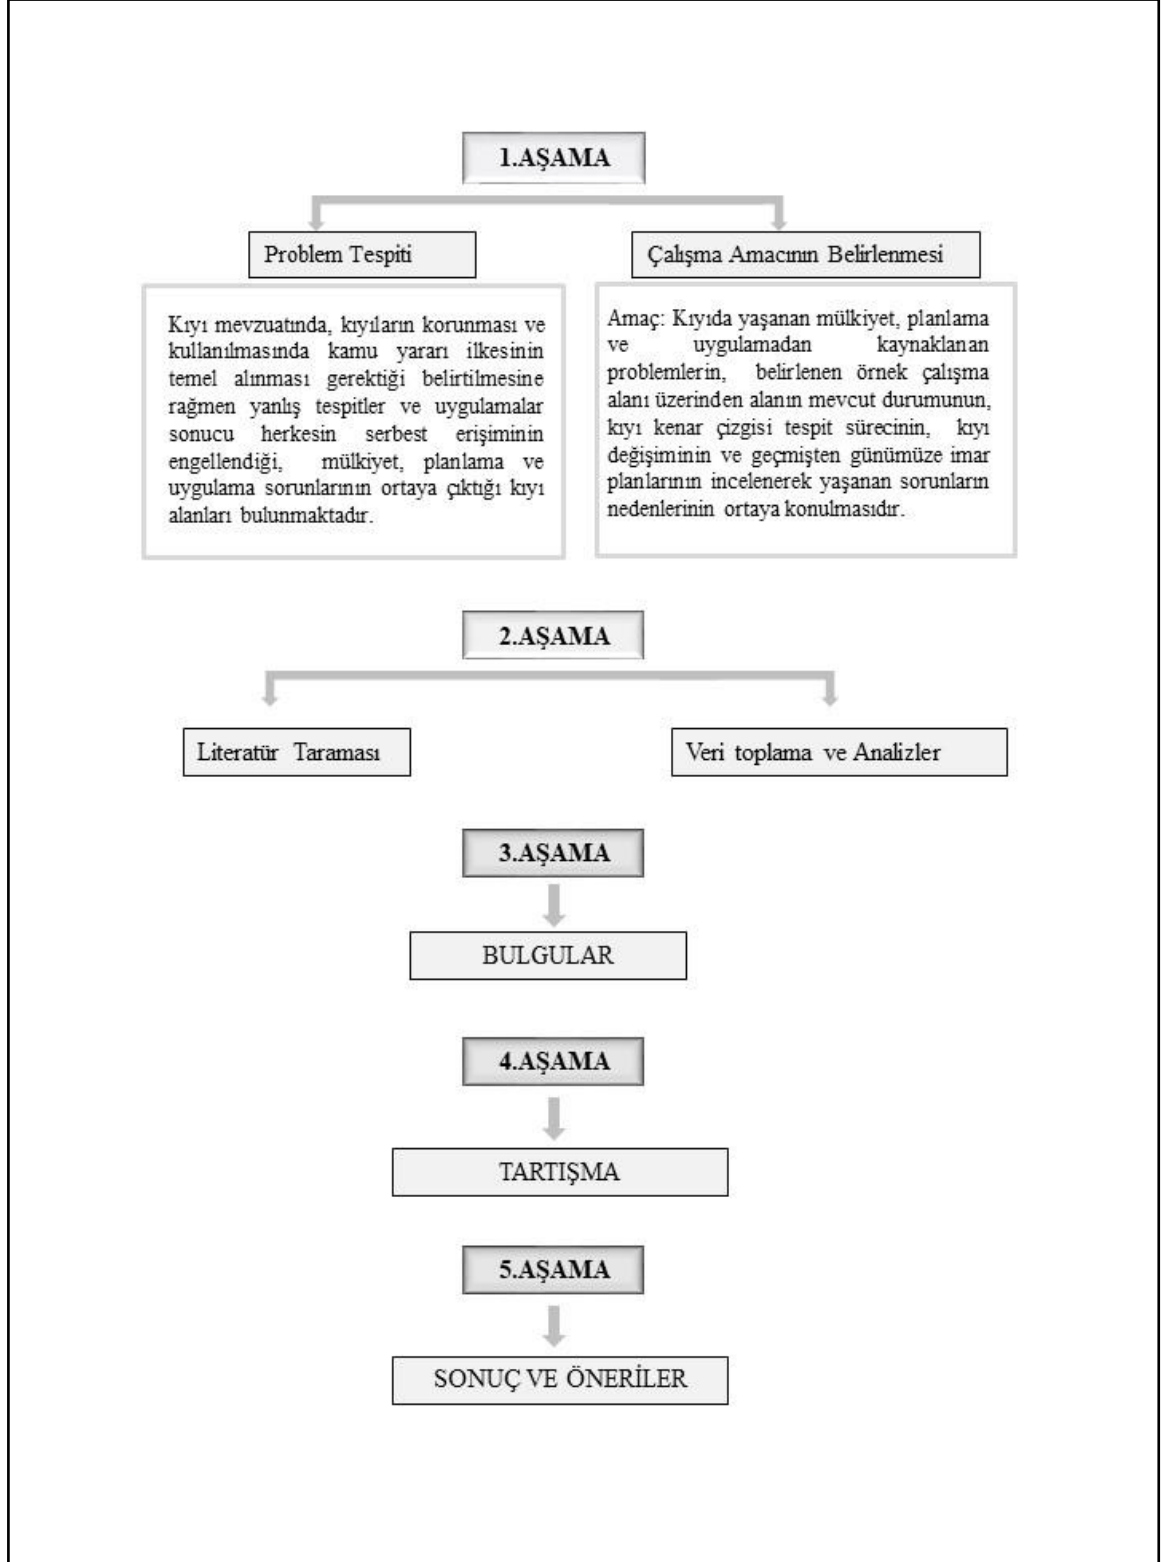 1.AŞAMA
Problem Tespiti
Kıyı mevzuatında, kıyıların korunması ve
kullanılmasında kamu yararı ilkesinin
temel alınması gerektiği belirtilmesine
rağmen yanlış tespitler ve uygulamalar
sonucu herkesin serbest erişiminin
engellendiği, mülkiyet, planlama ve
uygulama sorunlarının ortaya çıktığı kıyı
alanları bulunmaktadır.
Çalışma Amacının Belirlenmesi
Amaç: Kıyıda yaşanan mülkiyet, planlama
ve uygulamadan kaynaklanan
problemlerin, belirlenen örnek çalışma
alanı üzerinden alanın mevcut durumunun,
kıyı kenar çizgisi tespit sürecinin, kıyı
değişiminin ve geçmişten günümüze imar
planlarının incelenerek yaşanan sorunların
nedenlerinin ortaya konulmasıdır.
2.AŞAMA
Literatür Taraması
Veri toplama ve Analizler
3.AŞAMA
BULGULAR
4.AŞAMA
TARTIŞMA
5.AŞAMA
SONUÇ VE ÖNERİLER